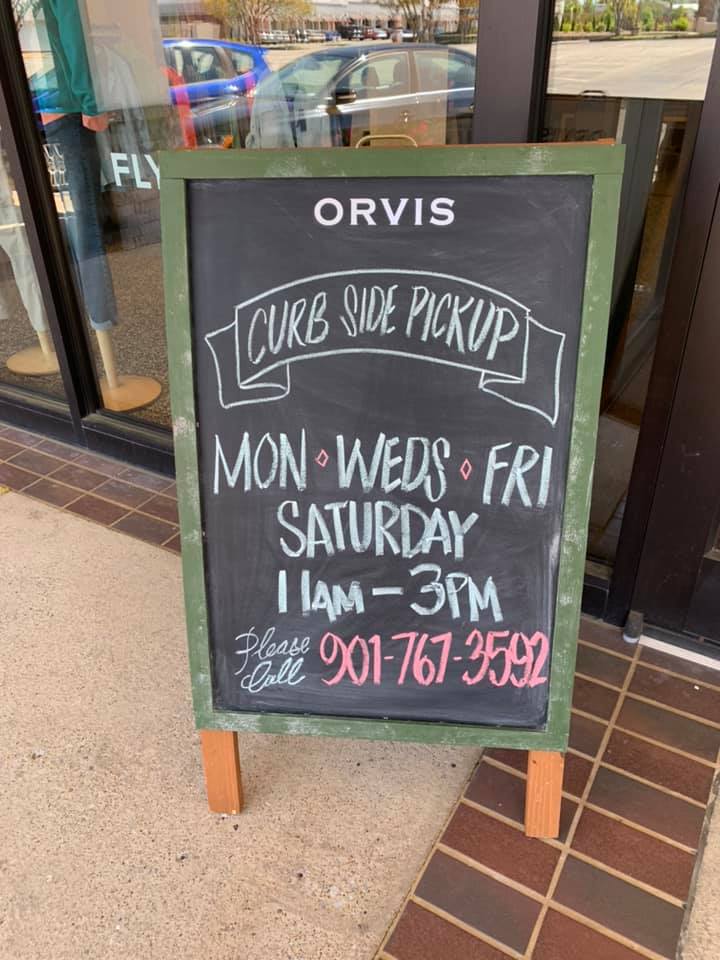 FLY
ORVIS
CURB SIDE PICKUP
MON ⋄ WEDS ⋄ FRI
SATURDAY
11AM – 3PM
Please Call 901-767-3592